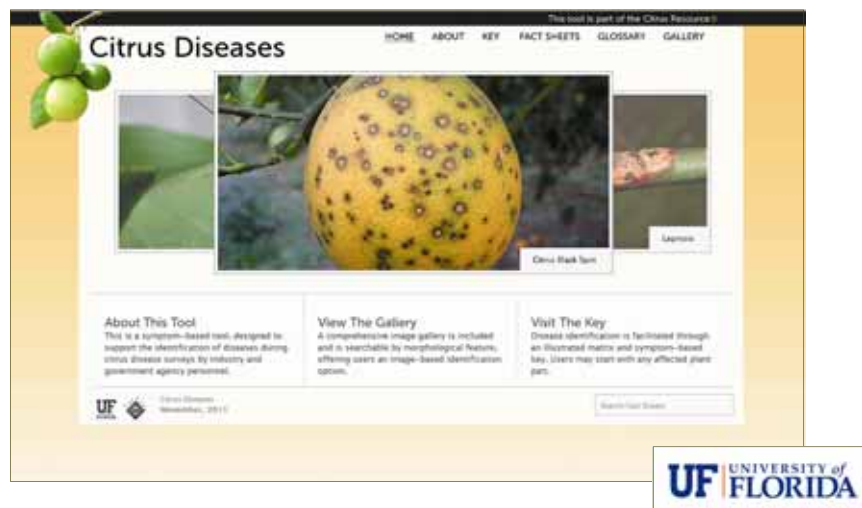 This tool is part of the Citrus Resource
Citrus Diseases
HOME ABOUT KEY FACT SHEETS GLOSSARY GALLERY
Leprosis
Citrus Black Spot
About This Tool
This is a symptom-based tool, designed to
support the identification of diseases during
citrus disease surveys by industry and
government agency personnel.
View The Gallery
A comprehensive image gallery is included
and is searchable by morphological feature,
offering users an image-based identification
option.
Visit The Key
Disease identification is facilitated through
an illustrated matrix and symptom-based
key. Users may start with any affected plant
part.
UF
FLORIDA
Citrus Diseases
November, 2011
Search Fact Sheets
UF UNIVERSITY of
FLORIDA